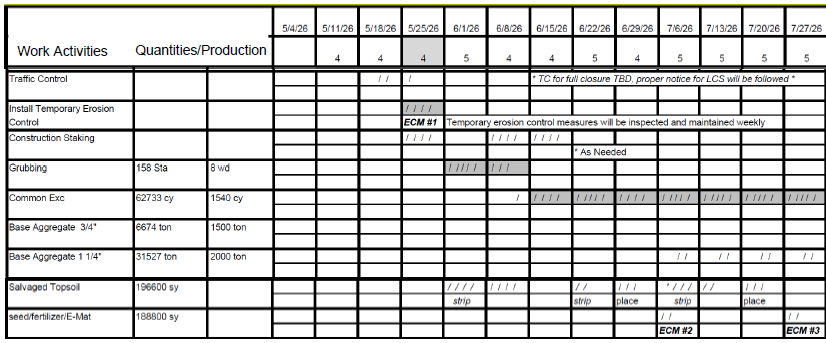 5/4/26 5/11/26 5/18/26 5/25/26 6/1/26 6/8/26 6/15/26 6/22/26 6/29/26 7/6/26 7/13/26 7/20/26 7/27/26
Work Activities Quantities/Production 4 4 4 5 4 4 5 4 5 5 5 5
Traffic Control / / / * TC for full closure TBD, proper notice for LCS will be followed *
Install Temporary Erosion / / / /
Control ECM #1 Temporary erosion control measures will be inspected and maintained weekly
Construction Staking / / / / / / / / / / / /
* As Needed
Grubbing 158 Sta 8 wd / / / / / / / /
Common Exc 62733 cy 1540 cy / / / / / / / / / / / / / / / / / / / / / / / / / / / / / / / / / /
Base Aggregate 3/4" 6674 ton 1500 ton
Base Aggregate 1 1/4" 31527 ton 2000 ton / / / / / / / /
Salvaged Topsoil 196600 sy / / / / / / / / / / / / / ' / / / / / / / /
strip strip place strip place
seed/fertilizer/E-Mat 188800 sy / / / /
ECM #2 ECM #3